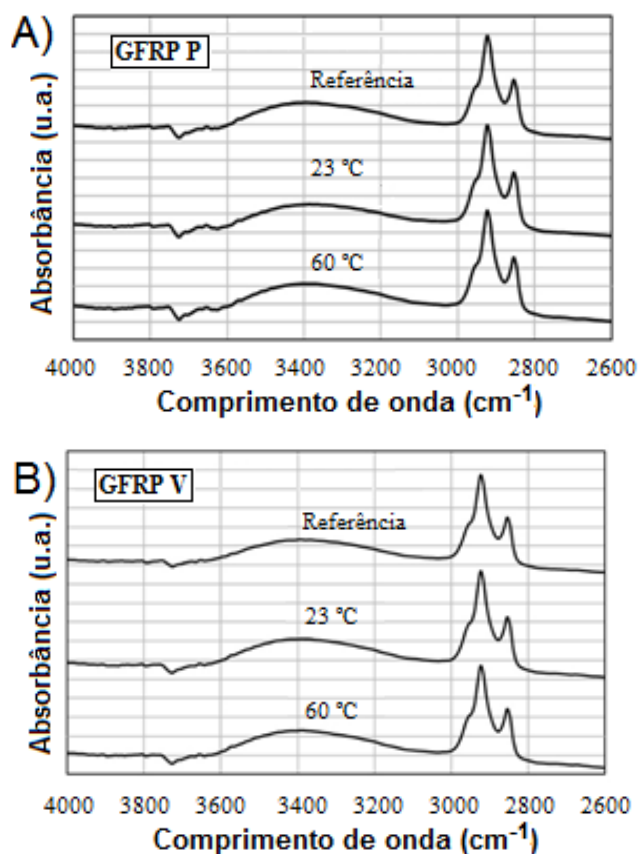 A)
GFRP P
Referência
23 °C
60 °C
Absorbância (u.a.)
4000 3800 3600 3400 3200 3000 2800 2600
Comprimento de onda (cm⁻¹)
B)
GFRP V
Referência
23 °C
60 °C
Absorbância (u.a.)
4000 3800 3600 3400 3200 3000 2800 2600
Comprimento de onda (cm⁻¹)